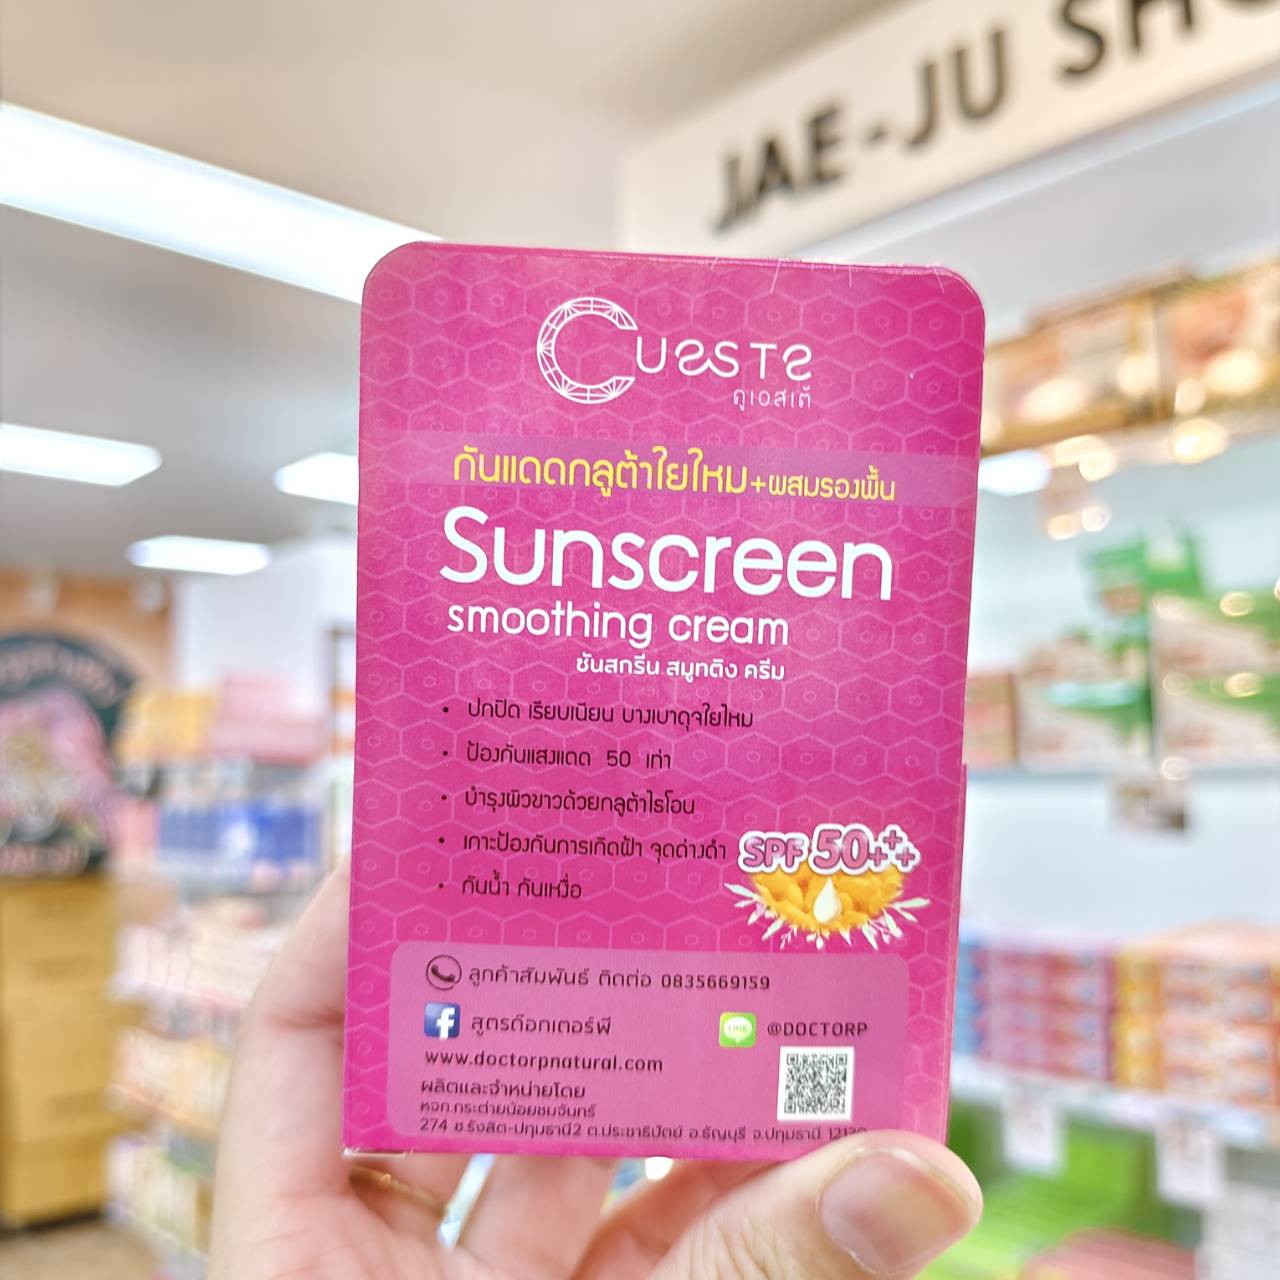 JAE-JU SHO
CUESTE
คูเอสเต้
กันแดดกลูต้าใยไหม+ผสมรองพื้น
Sunscreen
smoothing cream
ซันสกรีน สมูทติง ครีม
• ปกปิด เรียบเนียน บางเบาดุจใยไหม
• ป้องกันแสงแดด 50 เท่า
• บำรุงผิวขาวด้วยกลูต้าไธโอน
• เกาะป้องกันการเกิดฝ้า จุดด่างดำ
SPF 50+++
• กันน้ำ กันเหงื่อ
ลูกค้าสัมพันธ์ ติดต่อ 0835669159
สูตรด๊อกเตอร์พี
LINE @DOCTORP
www.doctorpnatural.com
ผลิตและจำหน่ายโดย
หจก.กระต่ายน้อยชมจันทร์
274 ซ.รังสิต-ปทุมธานี2 ต.ประชาธิปัตย์ อ.ธัญบุรี จ.ปทุมธานี 12130